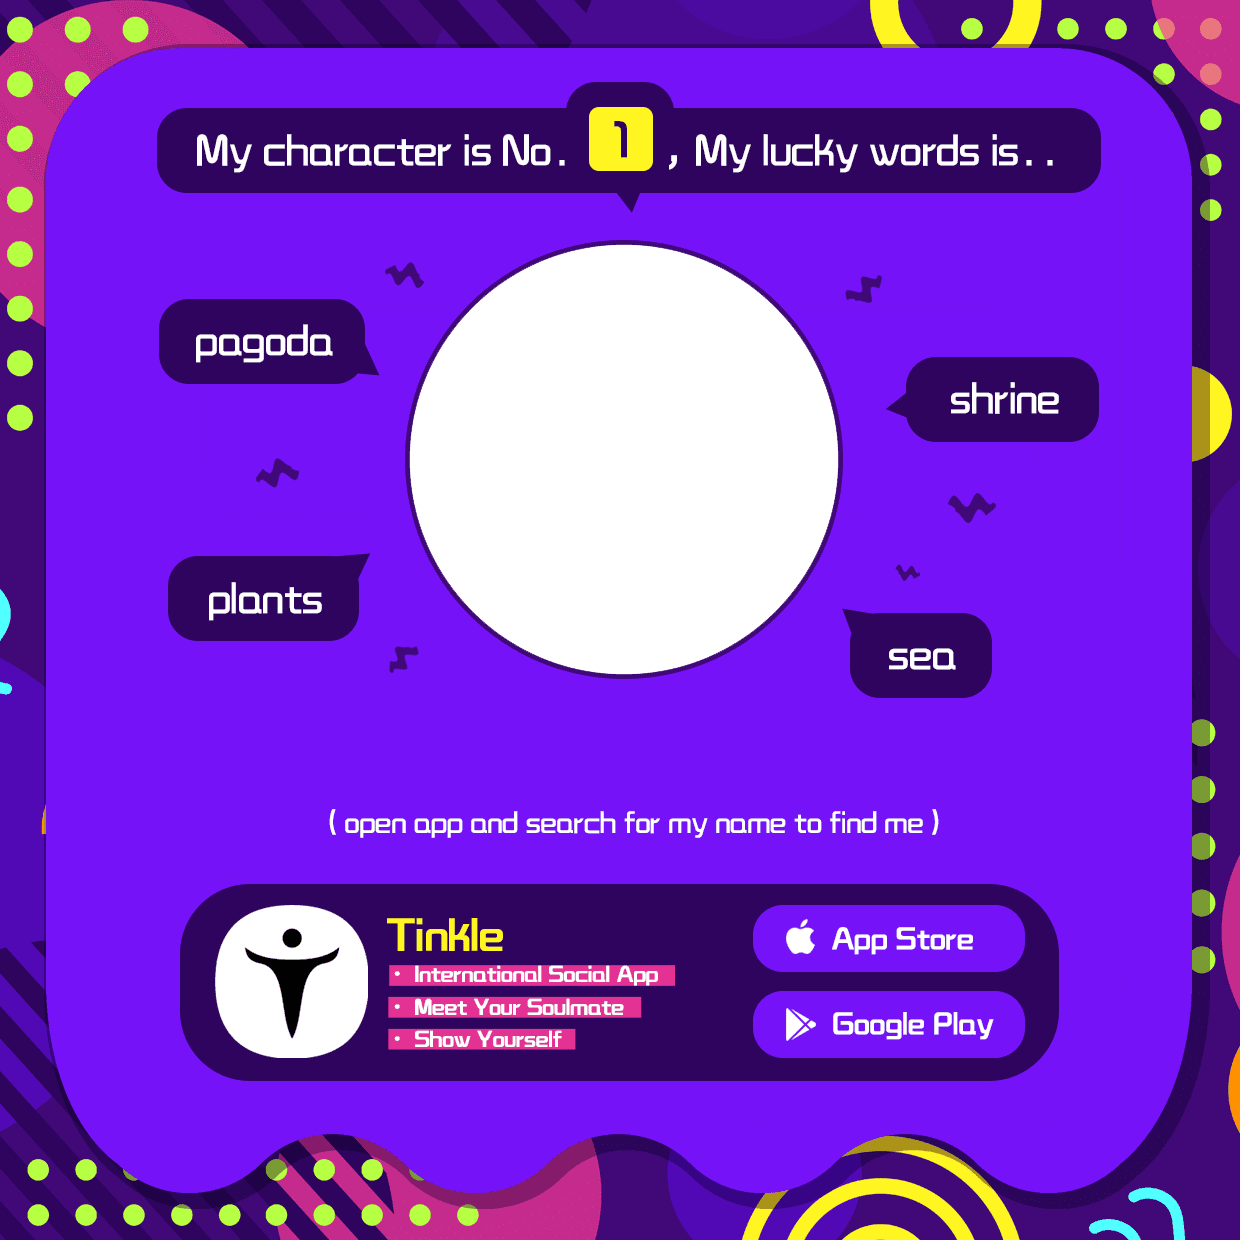 My character is No. 1 , My lucky words is. .
pagoda
shrine
plants
sea
( open app and search for my name to find me )
Tinkle
• International Social App
• Meet Your Soulmate
• Show Yourself
App Store
Google Play